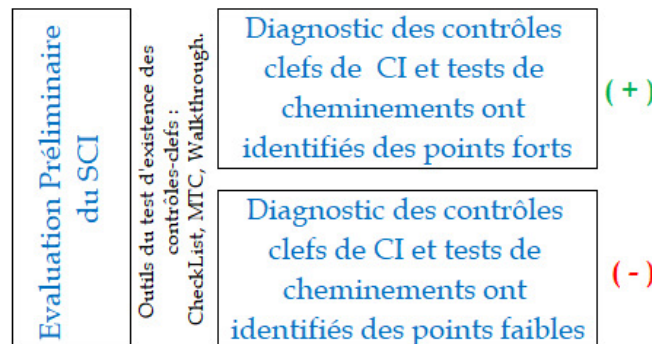 Evaluation Préliminaire
du SCI
Outils du test d'existence des
contrôles-clefs :
CheckList, MTC, Walkthrough.
Diagnostic des contrôles
clefs de CI et tests de
cheminements ont
identifiés des points forts
( + )
Diagnostic des contrôles
clefs de CI et tests de
cheminements ont
identifiés des points faibles
( - )